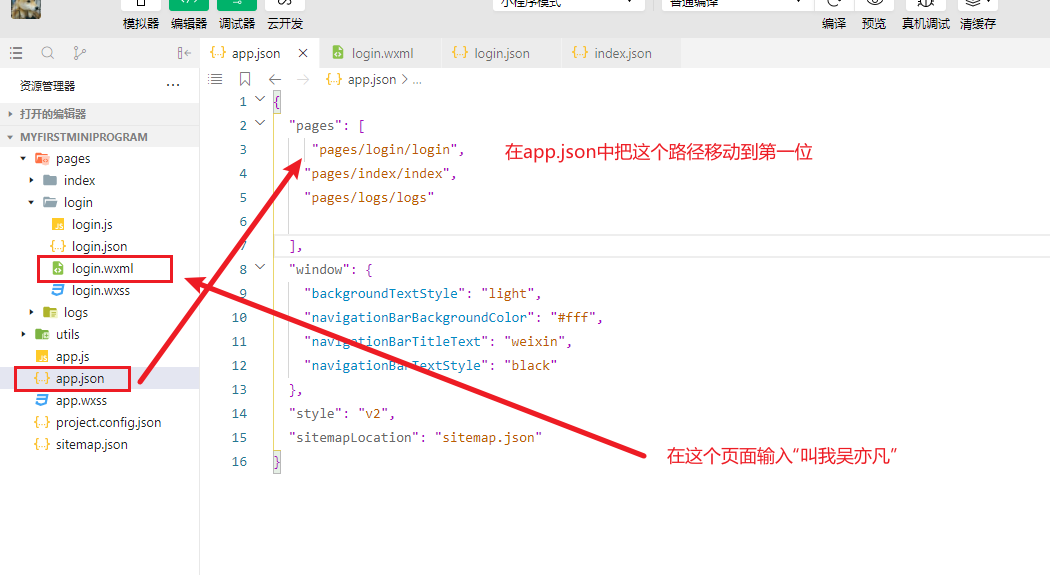 小程序模式
普通编译
模拟器 编辑器 调试器 云开发
编译 预览 真机调试 清缓存
app.json
login.wxml
login.json
index.json
资源管理器
app.json > ...
打开的编辑器
MYFIRSTMINIPROGRAM
pages
index
login
login.js
login.json
login.wxml
login.wxss
logs
utils
app.js
app.json
app.wxss
project.config.json
sitemap.json
1 {
2 "pages": [
3 "pages/login/login",
4 "pages/index/index",
5 "pages/logs/logs"
6
7 ],
8 "window": {
9 "backgroundTextStyle": "light",
10 "navigationBarBackgroundColor": "#fff",
11 "navigationBarTitleText": "weixin",
12 "navigationBarTextStyle": "black"
13 },
14 "style": "v2",
15 "sitemapLocation": "sitemap.json"
16 }
在app.json中把这个路径移动到第一位
在这个页面输入“叫我吴亦凡”